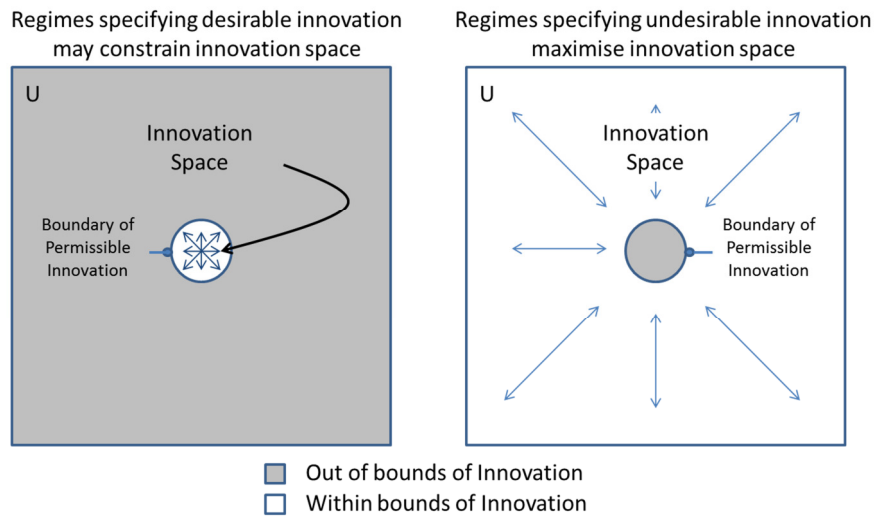 Regimes specifying desirable innovation
may constrain innovation space
U
Innovation
Space
Boundary of
Permissible
Innovation
Regimes specifying undesirable innovation
maximise innovation space
U
Innovation
Space
Boundary of
Permissible
Innovation
Out of bounds of Innovation
Within bounds of Innovation